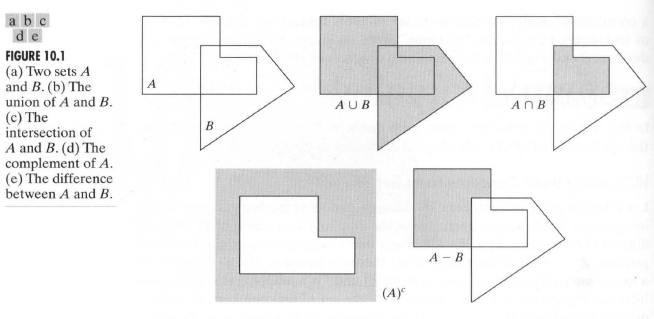 a b c
d e
FIGURE 10.1
(a) Two sets A
and B. (b) The
union of A and B.
(c) The
intersection of
A and B. (d) The
complement of A.
(e) The difference
between A and B.
A
B
A ∪ B
A ∩ B
(A)ᶜ
A − B